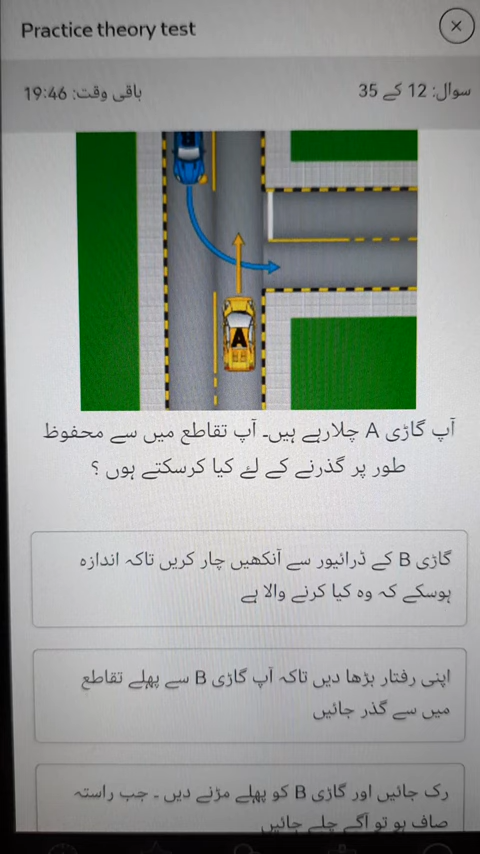 Practice theory test
سوال: 12 کے 35
باقی وقت: 19:46
A
آپ گاڑی A چلارہے ہیں۔ آپ تقاطع میں سے محفوظ
طور پر گذرنے کے لئے کیا کرسکتے ہوں ؟
گاڑی B کے ڈرائیور سے آنکھیں چار کریں تاکہ اندازہ
ہوسکے کہ وہ کیا کرنے والا ہے
اپنی رفتار بڑھا دیں تاکہ آپ گاڑی B سے پہلے تقاطع
میں سے گذر جائیں
رک جائیں اور گاڑی B کو پہلے مڑنے دیں ۔ جب راستہ
صاف ہو تو آگے چلے جائیں